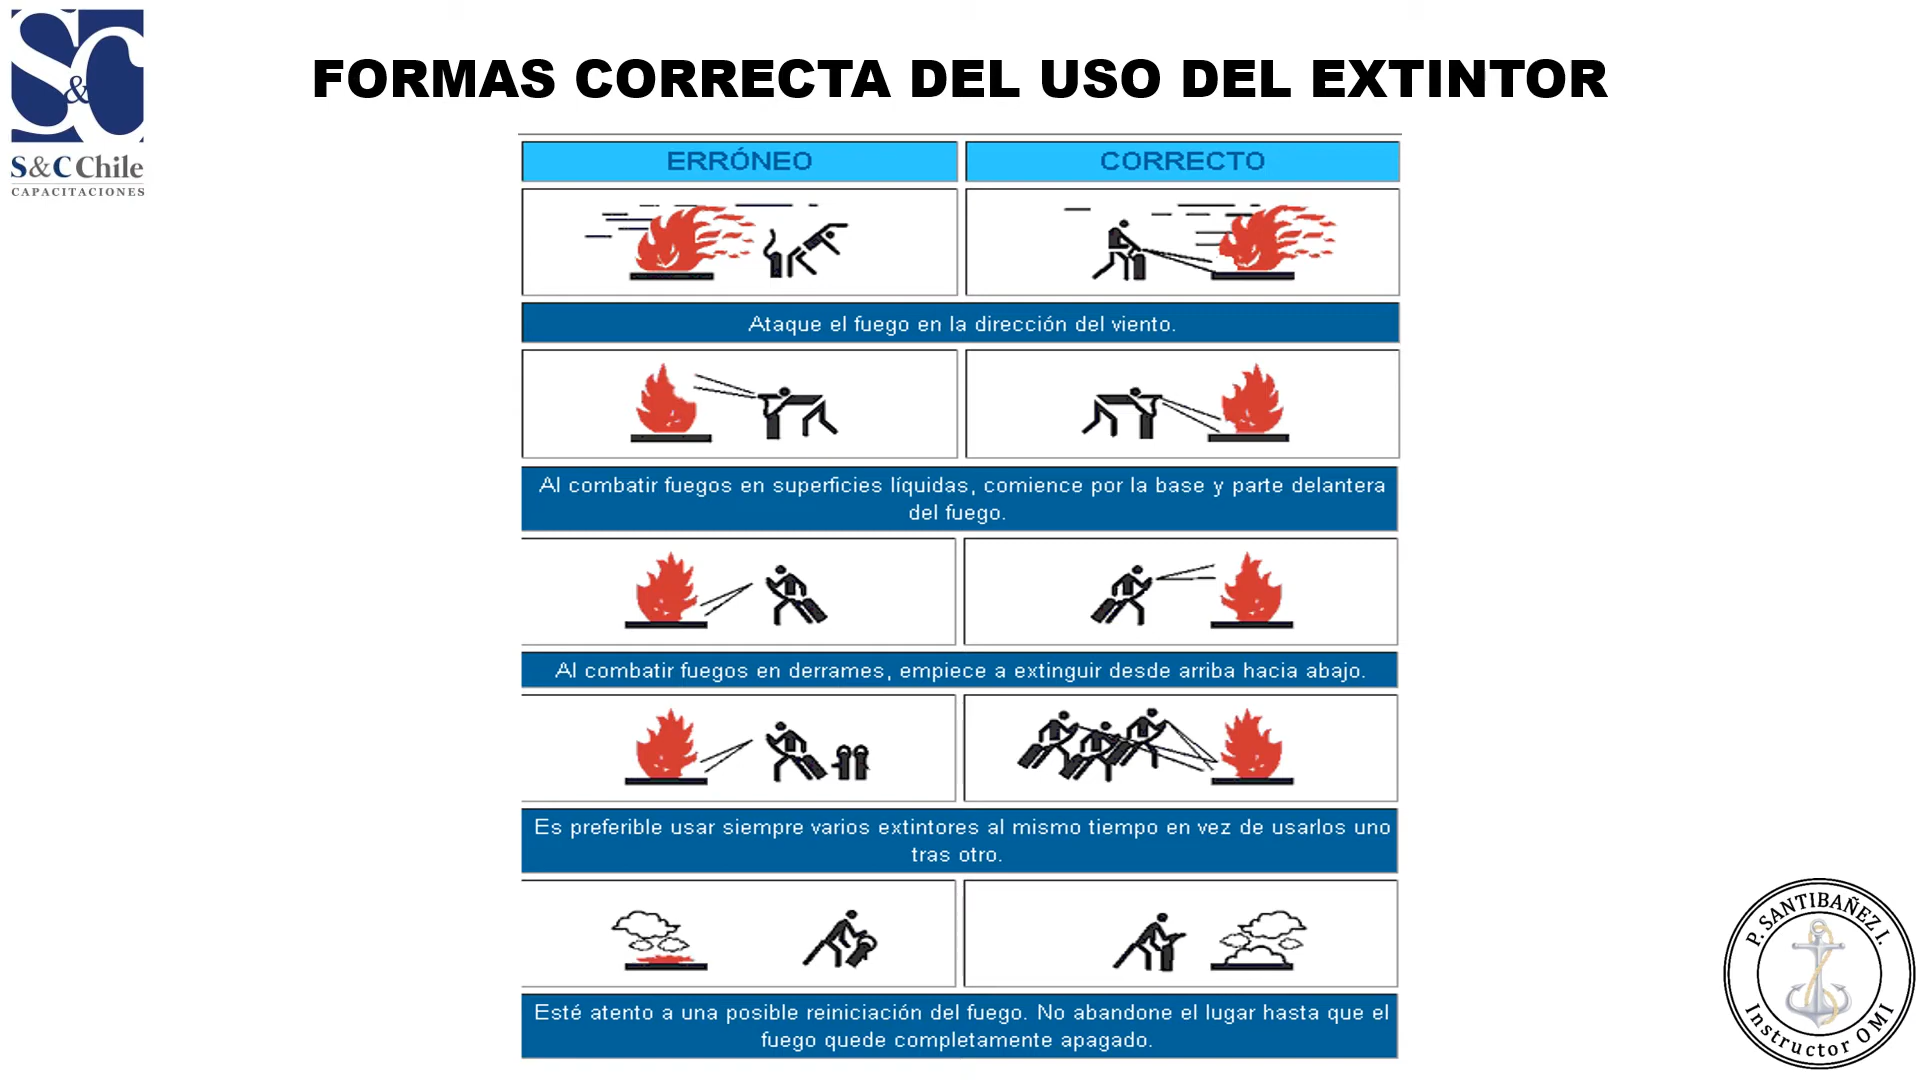 S&C
S&C Chile
CAPACITACIONES
FORMAS CORRECTA DEL USO DEL EXTINTOR
ERRÓNEO
CORRECTO
Ataque el fuego en la dirección del viento.
Al combatir fuegos en superficies líquidas, comience por la base y parte delantera
del fuego.
Al combatir fuegos en derrames, empiece a extinguir desde arriba hacia abajo.
Es preferible usar siempre varios extintores al mismo tiempo en vez de usarlos uno
tras otro.
Esté atento a una posible reiniciación del fuego. No abandone el lugar hasta que el
fuego quede completamente apagado.
P. SANTIBAÑEZ I.
Instructor OMI